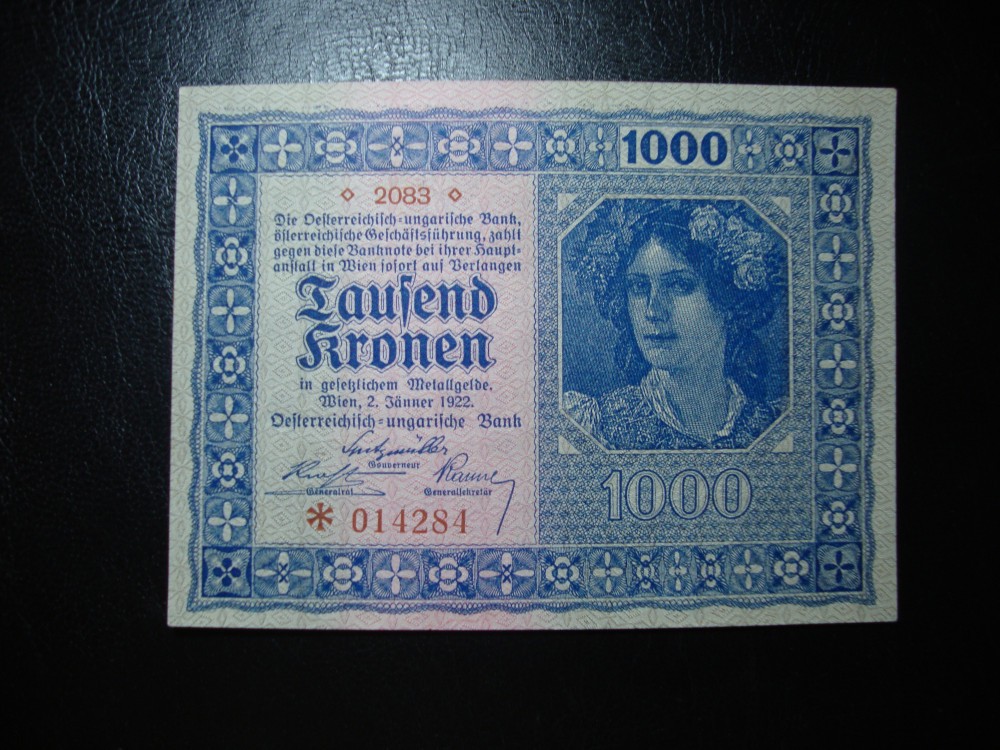 1000
◇ 2083 ◇
Die Oesterreichisch-ungarische Bank,
österreichische Geschäftsführung, zahlt
gegen diese Banknote bei ihrer Haupt-
anstalt in Wien sofort auf Verlangen
Tausend
Kronen
in gesetzlichem Metallgelde.
Wien, 2. Jänner 1922.
Oesterreichisch-ungarische Bank
Spitzmüller
Gouverneur
Generalrat
Generalsekretär
* 014284
1000